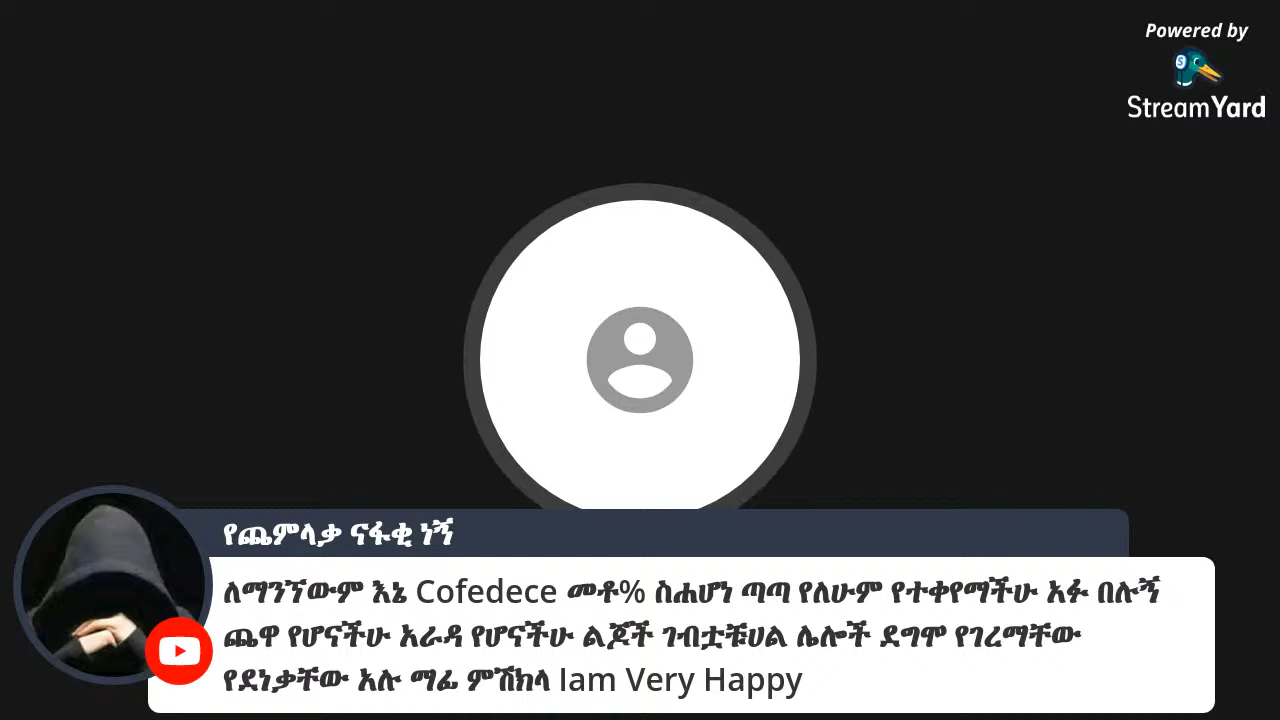 Powered by
StreamYard
የጨምላቃ ናፋቂ ነኝ
ለማንኘውም እኔ Cofedece መቶ% ስሐሆነ ጣጣ የለሁም የተቀየማችሁ አፉ በሉኝ
ጨዋ የሆናችሁ አራዳ የሆናችሁ ልጆች ገብቷቹሀል ሌሎች ደግሞ የገረማቸው
የደነቃቸው አሉ ማፊ ምሽክላ Iam Very Happy